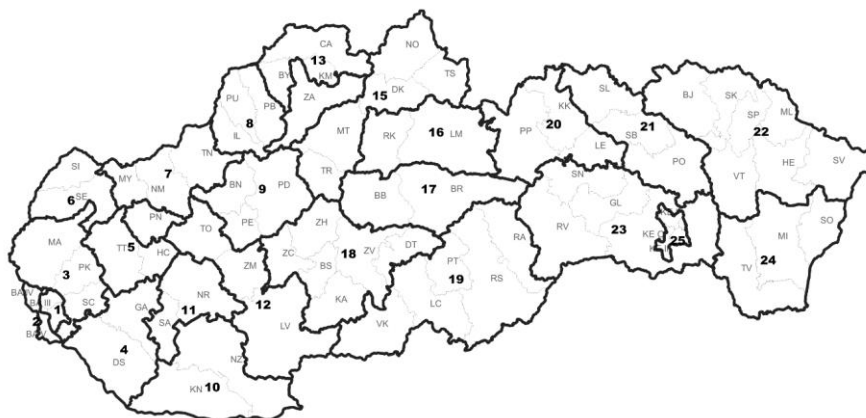 CA
NO
13
BY
KM
TS
15
DK
PU
PB
ZA
SL
BJ
SK
KK
ML
8
20
21
SP
16
22
IL
MT
RK
LM
PP
SB
LE
TN
PO
HE
SV
SI
MY
7
TR
SN
VT
NM
BN
9
PD
17
BR
SE
6
BB
GL
PN
SO
TO
PE
ZH
RV
23
MA
TT
5
HC
DT
RA
KE
25
MI
3
ZC
18
ZV
PT
24
PK
ZM
BS
19
TV
RS
NR
12
SC
GA
11
KA
LC
1
SA
LV
VK
2
4
DS
NZ
KN
10